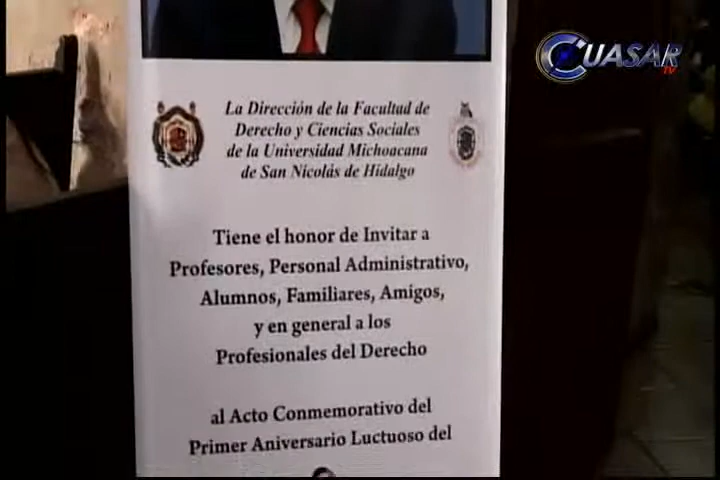 CUASAR
TV
La Dirección de la Facultad de
Derecho y Ciencias Sociales
de la Universidad Michoacana
de San Nicolás de Hidalgo
Tiene el honor de Invitar a
Profesores, Personal Administrativo,
Alumnos, Familiares, Amigos,
y en general a los
Profesionales del Derecho
al Acto Conmemorativo del
Primer Aniversario Luctuoso del